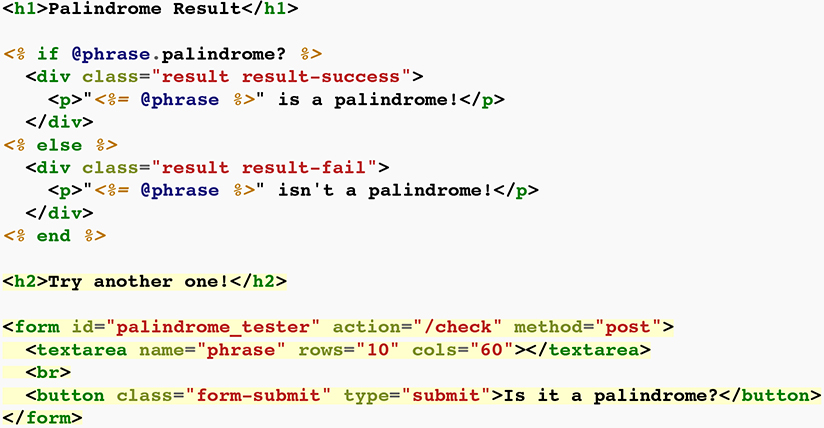 <h1>Palindrome Result</h1>
<% if @phrase.palindrome? %>
  <div class="result result-success">
    <p>"<%= @phrase %>" is a palindrome!</p>
  </div>
<% else %>
  <div class="result result-fail">
    <p>"<%= @phrase %>" isn't a palindrome!</p>
  </div>
<% end %>
<h2>Try another one!</h2>
<form id="palindrome_tester" action="/check" method="post">
  <textarea name="phrase" rows="10" cols="60"></textarea>
  <br>
  <button class="form-submit" type="submit">Is it a palindrome?</button>
</form>